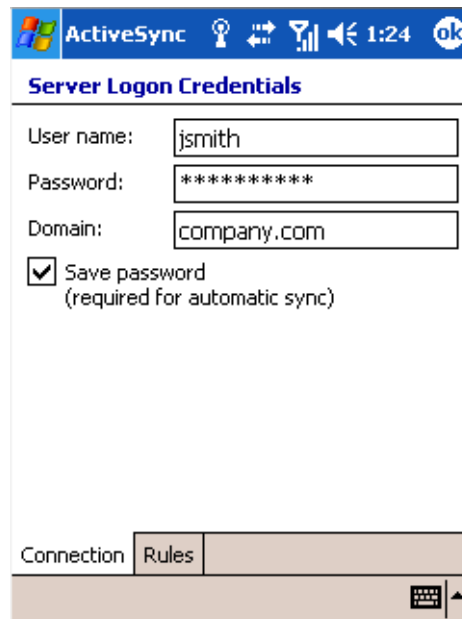 ActiveSync 1:24 ok
Server Logon Credentials
User name: jsmith
Password: **********
Domain: company.com
Save password
(required for automatic sync)
Connection Rules